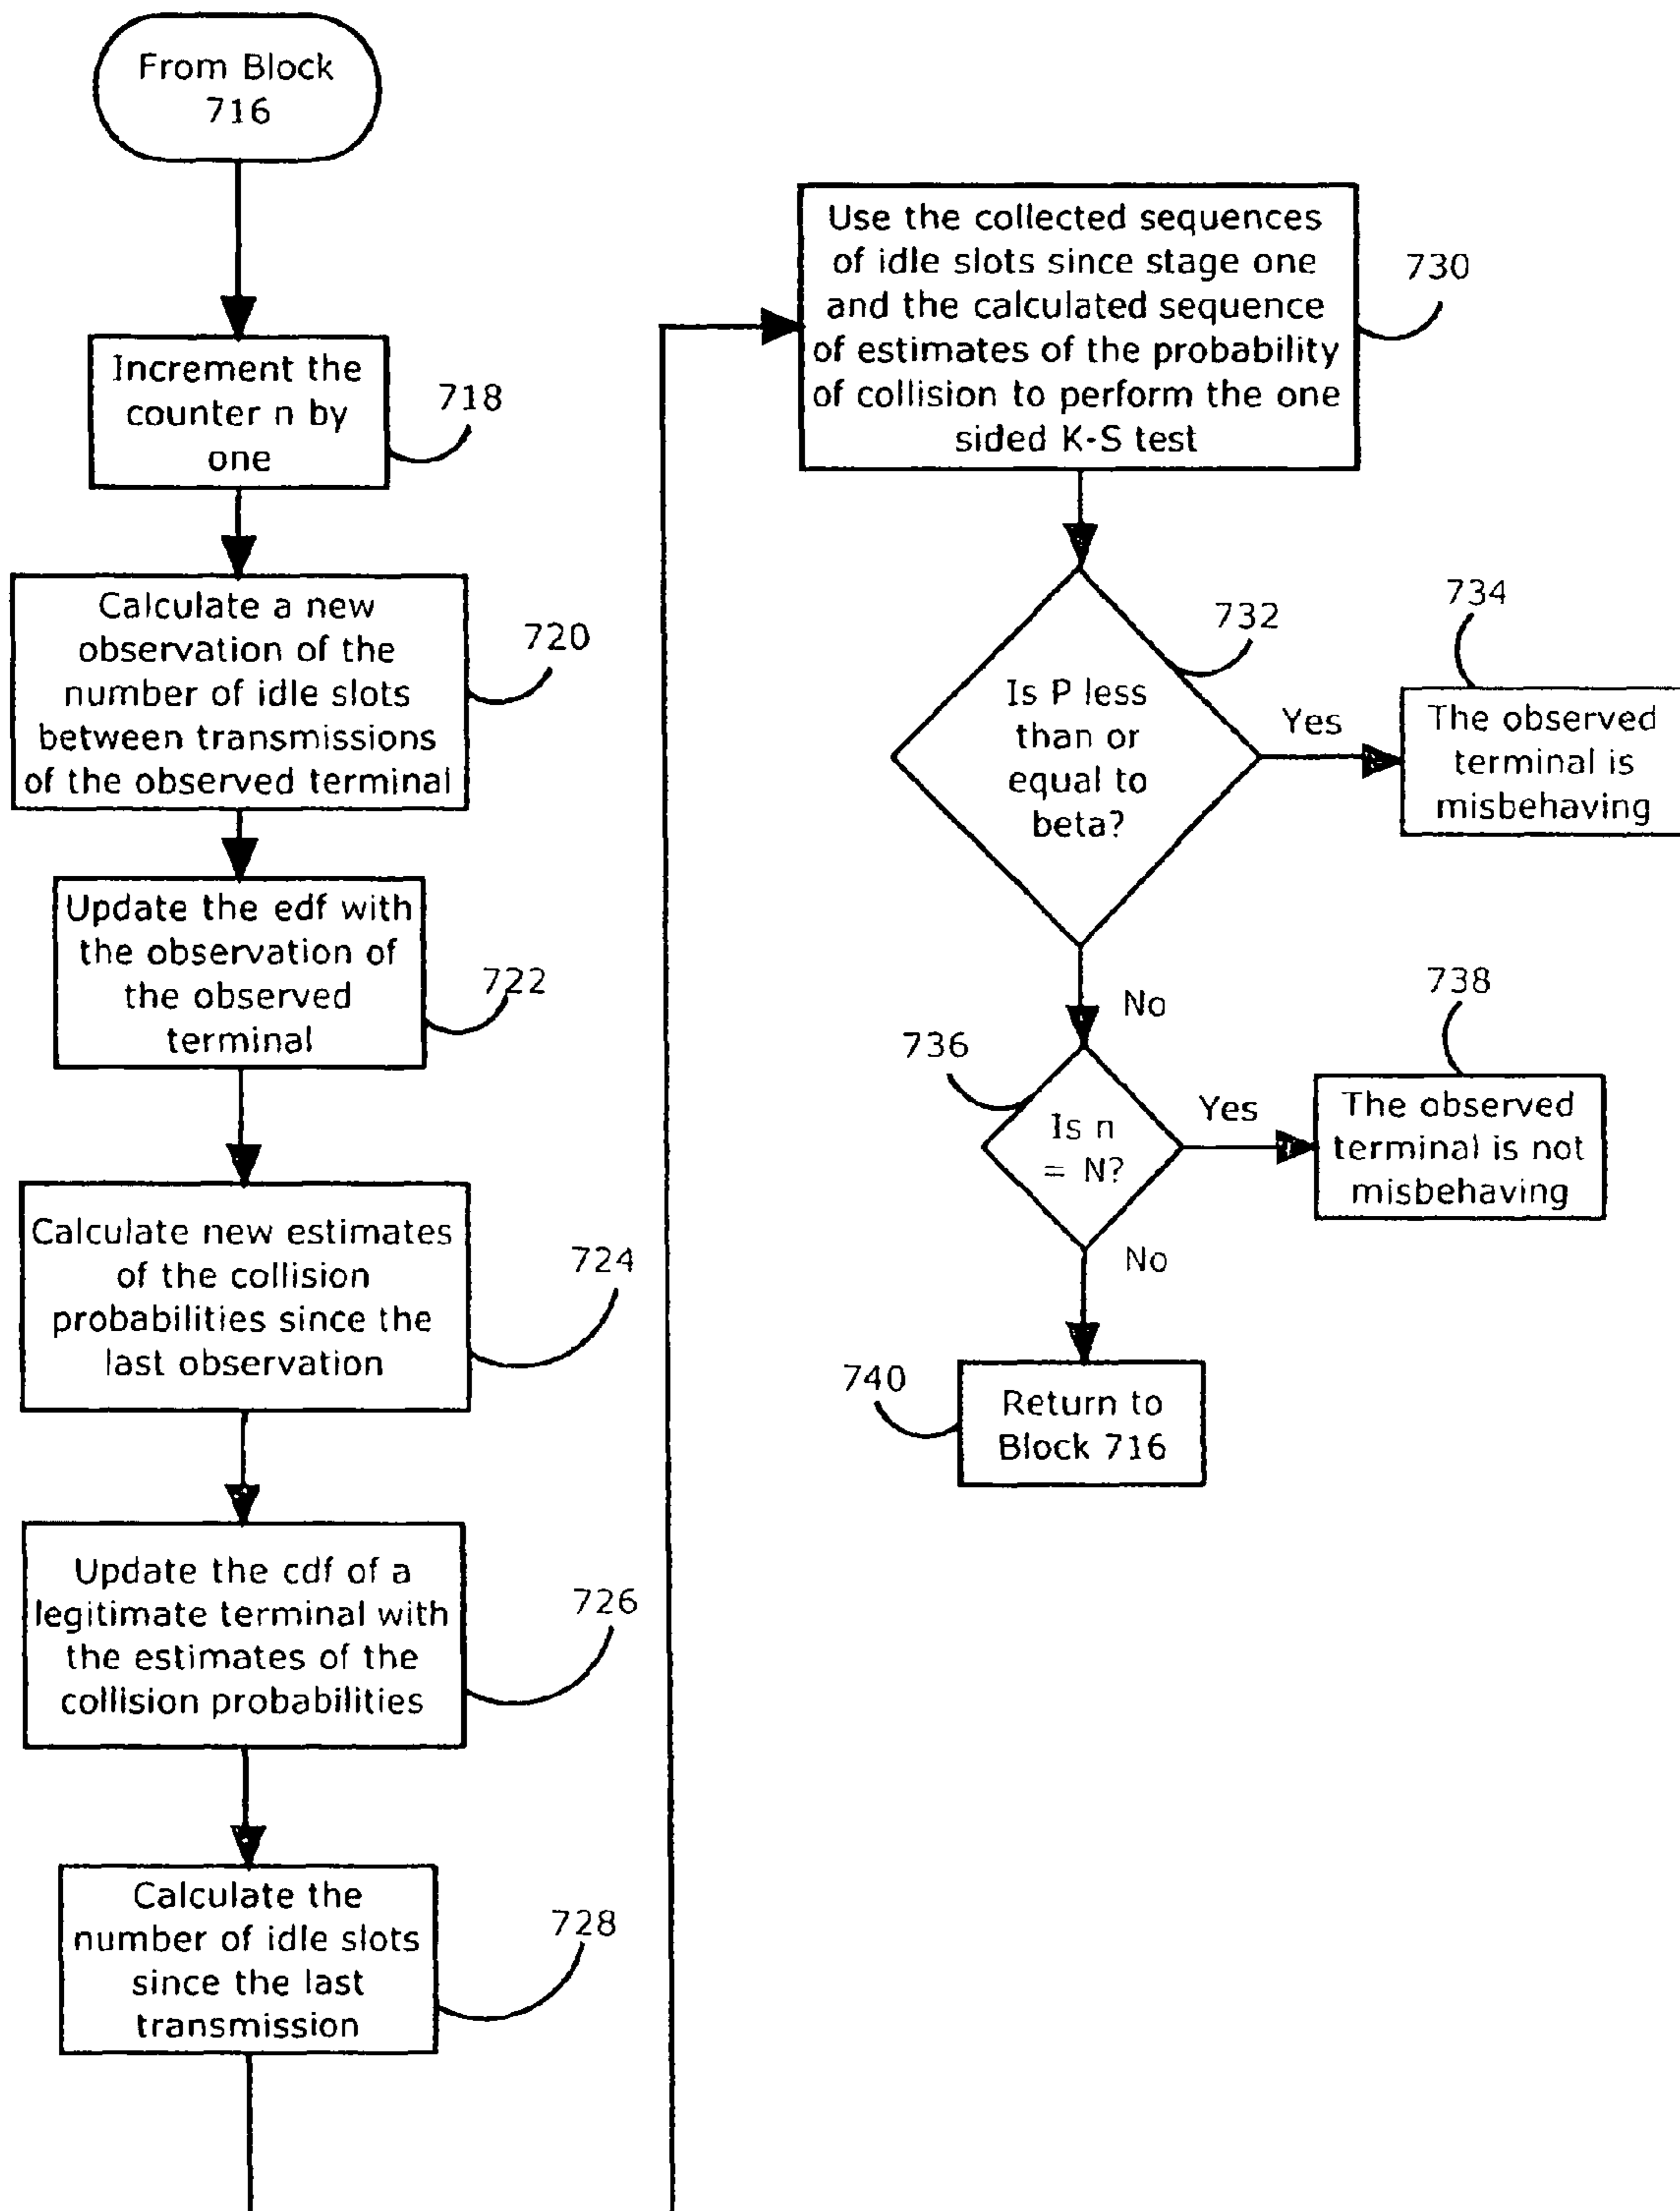 From Block
716
Increment the
counter n by
one
718
Calculate a new
observation of the
number of idle slots
between transmissions
of the observed terminal
720
Update the edf with
the observation of
the observed
terminal
722
Calculate new estimates
of the collision
probabilities since the
last observation
724
Update the cdf of a
legitimate terminal with
the estimates of the
collision probabilities
726
Calculate the
number of idle slots
since the last
transmission
728
Use the collected sequences
of idle slots since stage one
and the calculated sequence
of estimates of the probability
of collision to perform the one
sided K-S test
730
Is P less
than or
equal to
beta?
732
Yes
The observed
terminal is
misbehaving
734
No
Is n
= N?
736
Yes
The observed
terminal is not
misbehaving
738
No
Return to
Block 716
740